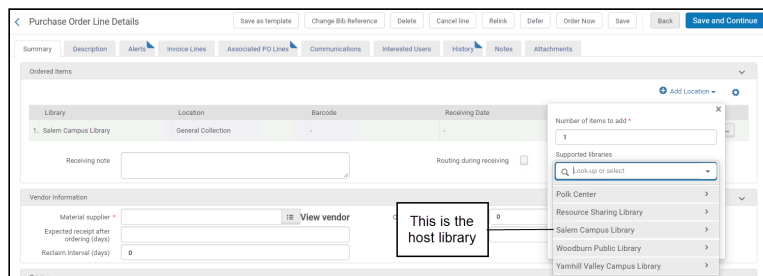 Purchase Order Line Details
Save as template Change Bib Reference Delete Cancel line Relink Defer Order Now Save Back Save and Continue
Summary Description Alerts Invoice Lines Associated PO Lines Communications Interested Users History Notes Attachments
Ordered Items
Add Location
Library Location Barcode Receiving Date
1. Salem Campus Library General Collection - -
Number of items to add *
1
Receiving note Routing during receiving
Supported libraries
Look-up or select
Vendor Information
Polk Center
Material supplier * View vendor 0
Resource Sharing Library
Expected receipt after
ordering (days)
This is the
host library
Salem Campus Library
Reclaim Interval (days) 0
Woodburn Public Library
Yamhill Valley Campus Library